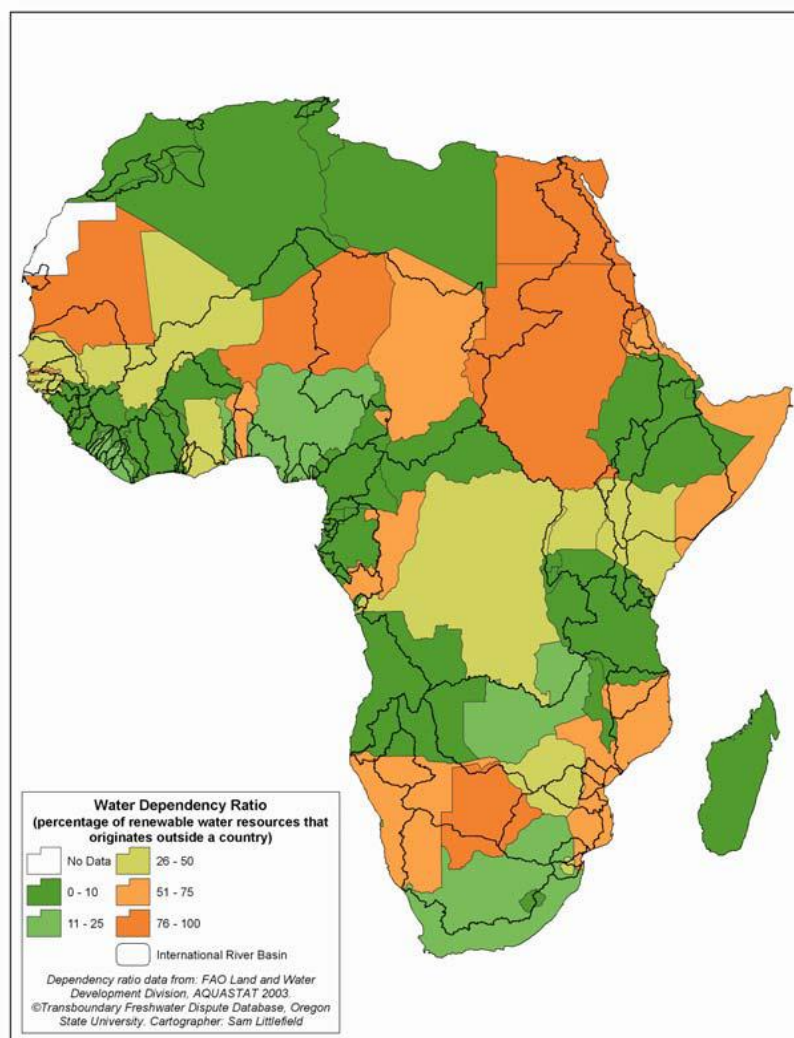 Water Dependency Ratio
(percentage of renewable water resources that
originates outside a country)
No Data
26 - 50
0 - 10
51 - 75
11 - 25
76 - 100
International River Basin
Dependency ratio data from: FAO Land and Water
Development Division, AQUASTAT 2003.
©Transboundary Freshwater Dispute Database, Oregon
State University. Cartographer: Sam Littlefield